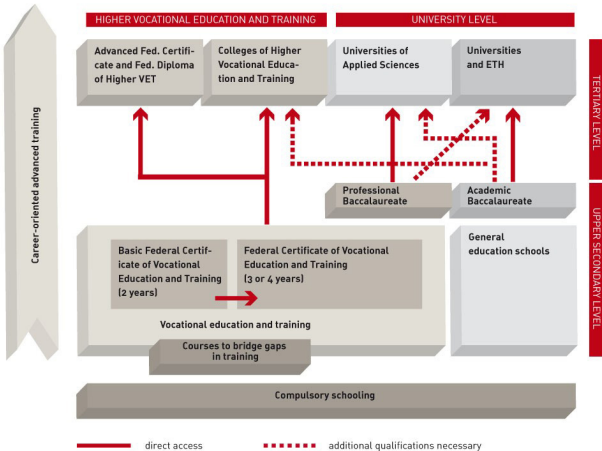 HIGHER VOCATIONAL EDUCATION AND TRAINING
UNIVERSITY LEVEL
Advanced Fed. Certifi-
cate and Fed. Diploma
of Higher VET
Colleges of Higher
Vocational Educa-
tion and Training
Universities of
Applied Sciences
Universities
and ETH
TERTIARY LEVEL
Career-oriented advanced training
Professional
Baccalaureate
Academic
Baccalaureate
UPPER SECONDARY LEVEL
Basic Federal Certif-
icate of Vocational
Education and Training
(2 years)
Federal Certificate of Vocational
Education and Training
(3 or 4 years)
General
education schools
Vocational education and training
Courses to bridge gaps
in training
Compulsory schooling
direct access
additional qualifications necessary